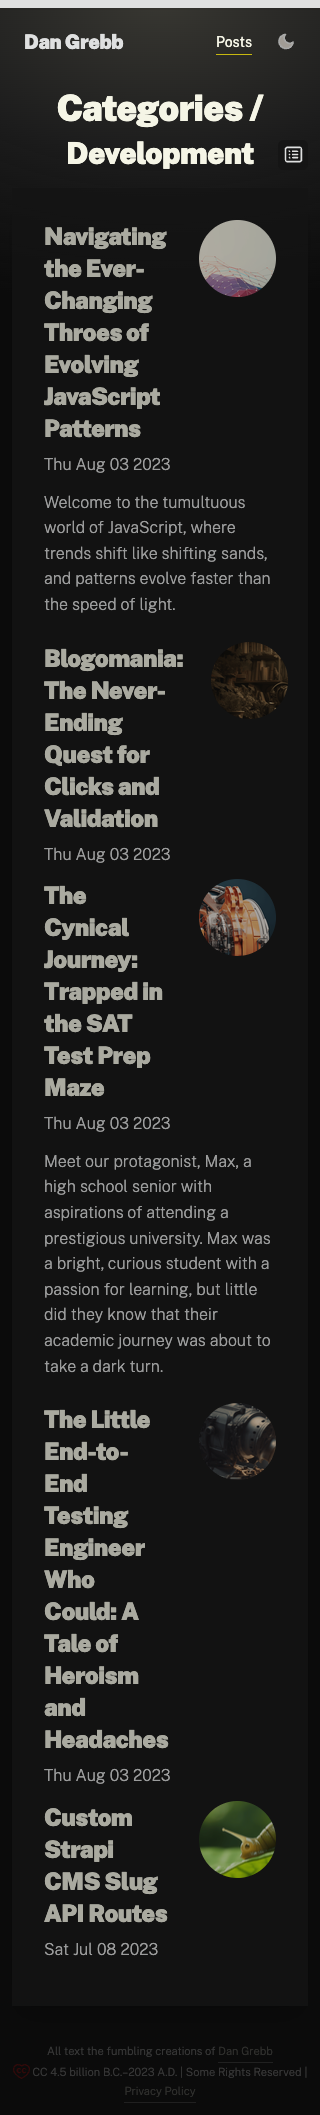 Dan Grebb
Posts
Categories /
Development
Navigating
the Ever-
Changing
Throes of
Evolving
JavaScript
Patterns
Thu Aug 03 2023
Welcome to the tumultuous
world of JavaScript, where
trends shift like shifting sands,
and patterns evolve faster than
the speed of light.
Blogomania:
The Never-
Ending
Quest for
Clicks and
Validation
Thu Aug 03 2023
The
Cynical
Journey:
Trapped in
the SAT
Test Prep
Maze
Thu Aug 03 2023
Meet our protagonist, Max, a
high school senior with
aspirations of attending a
prestigious university. Max was
a bright, curious student with a
passion for learning, but little
did they know that their
academic journey was about to
take a dark turn.
The Little
End-to-
End
Testing
Engineer
Who
Could: A
Tale of
Heroism
and
Headaches
Thu Aug 03 2023
Custom
Strapi
CMS Slug
API Routes
Sat Jul 08 2023
All text the fumbling creations of Dan Grebb
CC 4.5 billion B.C.–2023 A.D. | Some Rights Reserved |
Privacy Policy